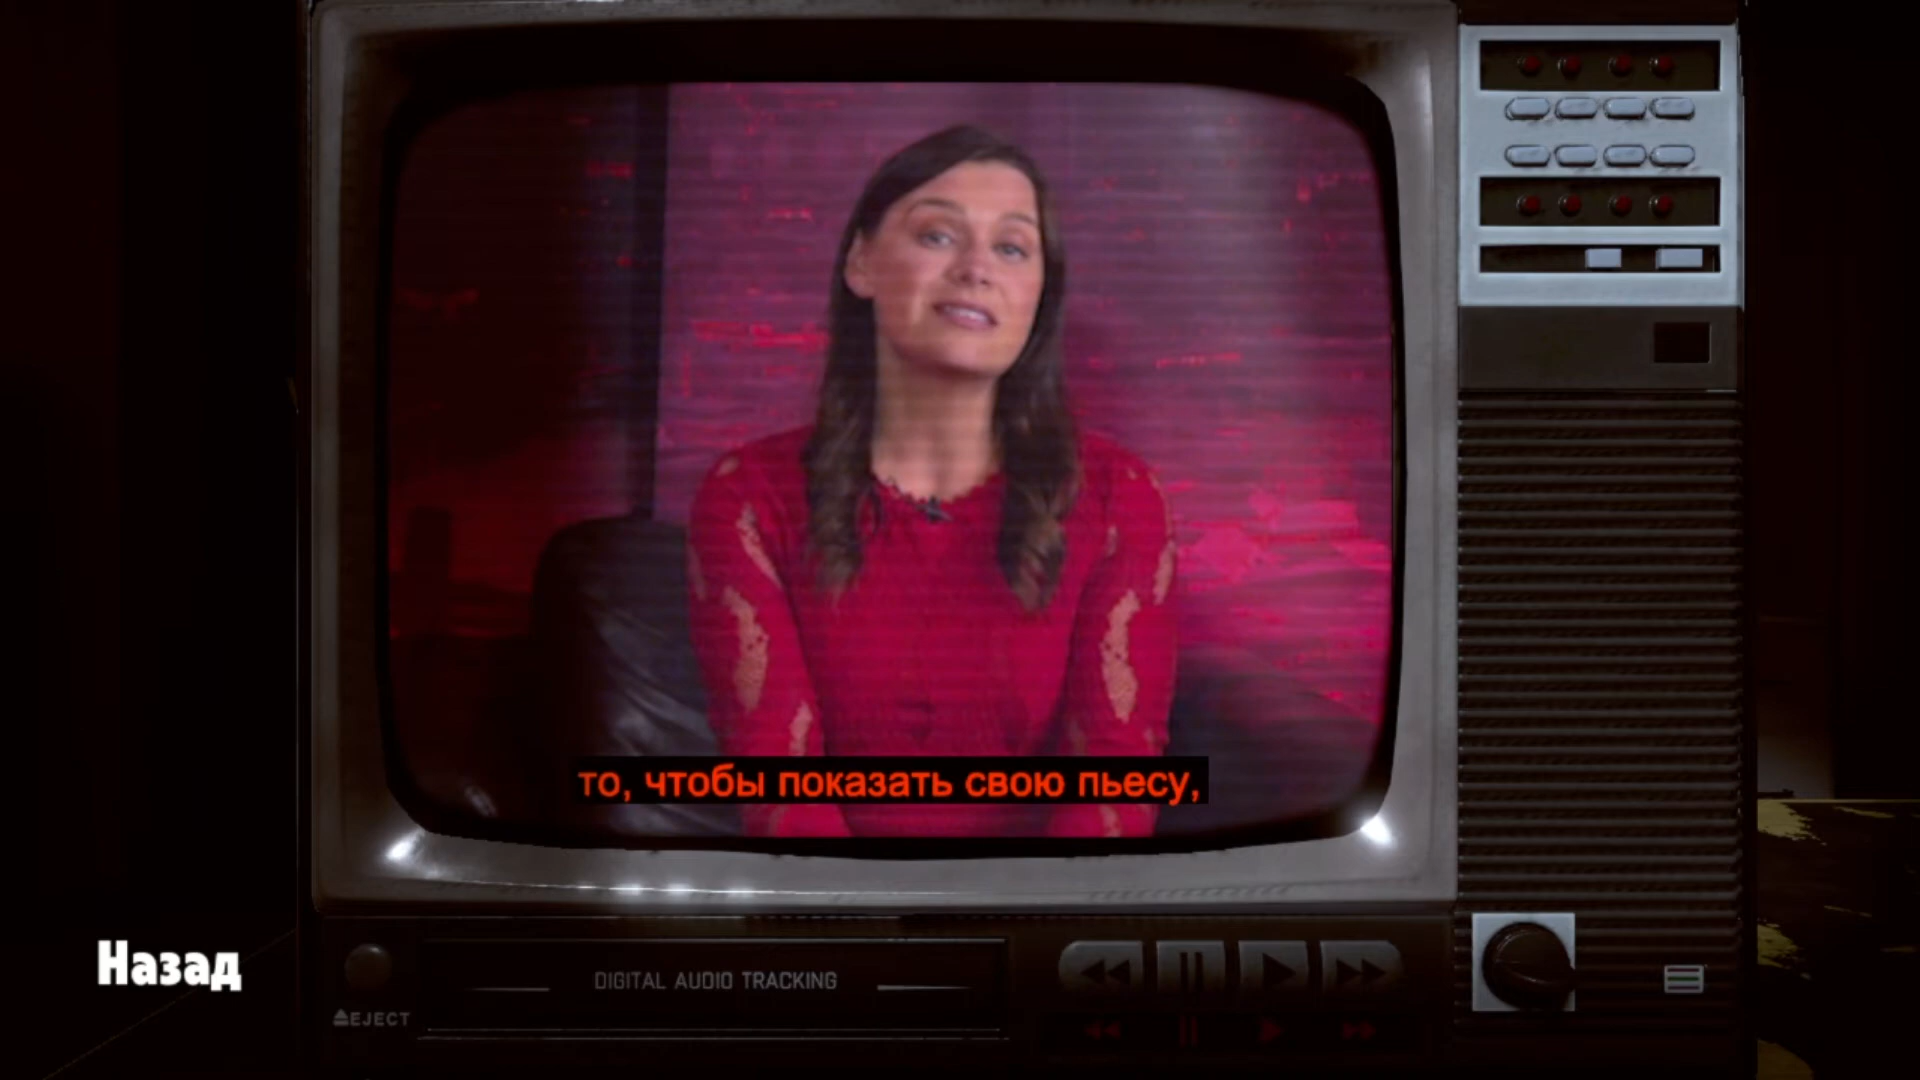 то, чтобы показать свою пьесу,
Назад
DIGITAL AUDIO TRACKING
EJECT